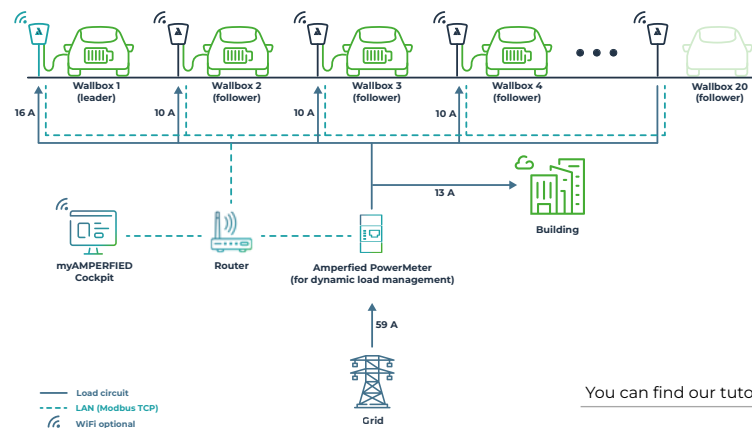 Wallbox 1
(leader)
Wallbox 2
(follower)
Wallbox 3
(follower)
Wallbox 4
(follower)
Wallbox 20
(follower)
16 A
10 A
10 A
10 A
13 A
Building
myAMPERFIED
Cockpit
Router
Amperfied PowerMeter
(for dynamic load management)
59 A
Grid
Load circuit
LAN (Modbus TCP)
WiFi optional
You can find our tuto